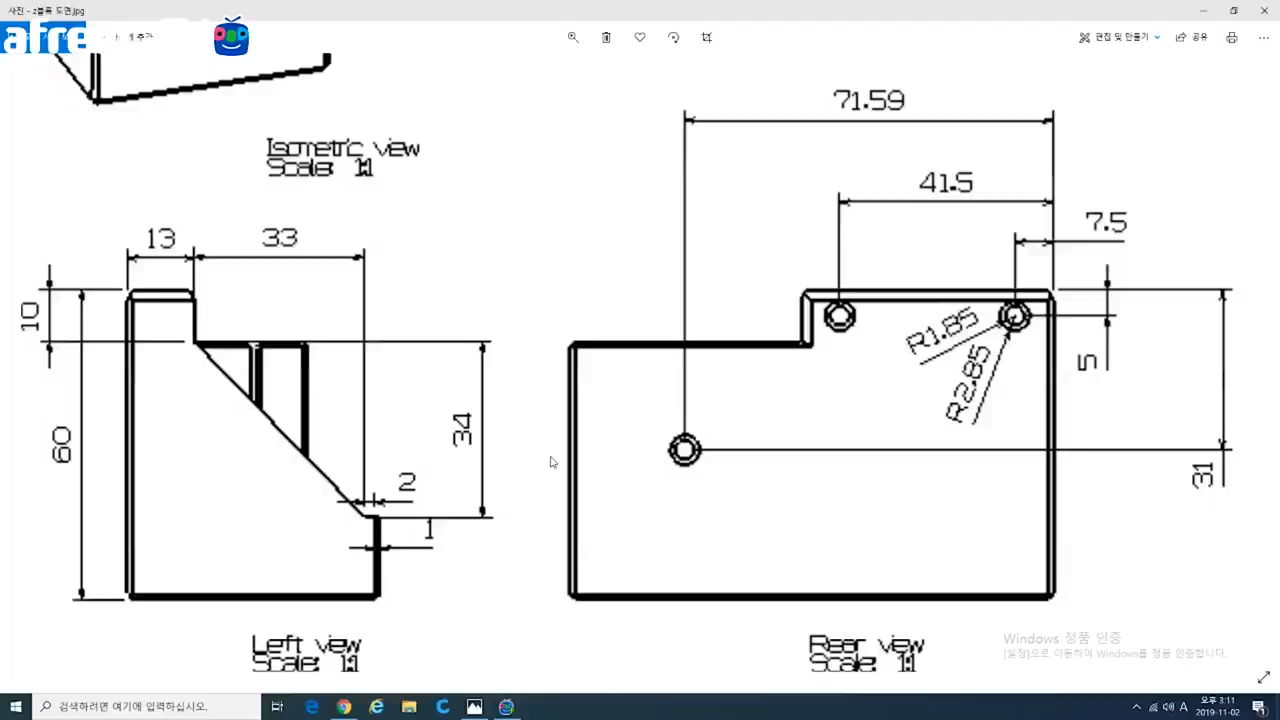 사진 - z블록 도면.jpg
afre
편집 및 만들기
공유
71.59
Isometric view
Scale: 1:1
41.5
7.5
13
33
10
R1.85
R2.85
5
60
34
2
31
1
Left view
Scale: 1:1
Rear view
Scale: 1:1
Windows 정품 인증
[설정]으로 이동하여 Windows를 정품 인증합니다.
검색하려면 여기에 입력하십시오.
A
오후 3:11
2019-11-02
1